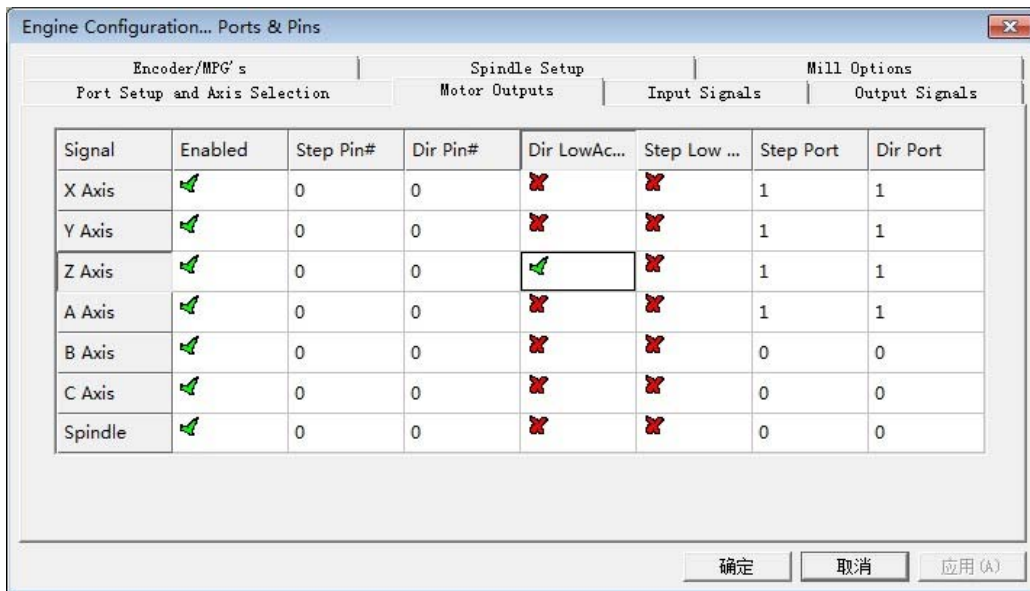 Engine Configuration... Ports & Pins
Encoder/MPG's Spindle Setup Mill Options
Port Setup and Axis Selection Motor Outputs Input Signals Output Signals
Signal Enabled Step Pin# Dir Pin# Dir LowAc... Step Low ... Step Port Dir Port
X Axis 0 0 1 1
Y Axis 0 0 1 1
Z Axis 0 0 1 1
A Axis 0 0 1 1
B Axis 0 0 0 0
C Axis 0 0 0 0
Spindle 0 0 0 0
确定 取消 应用(A)